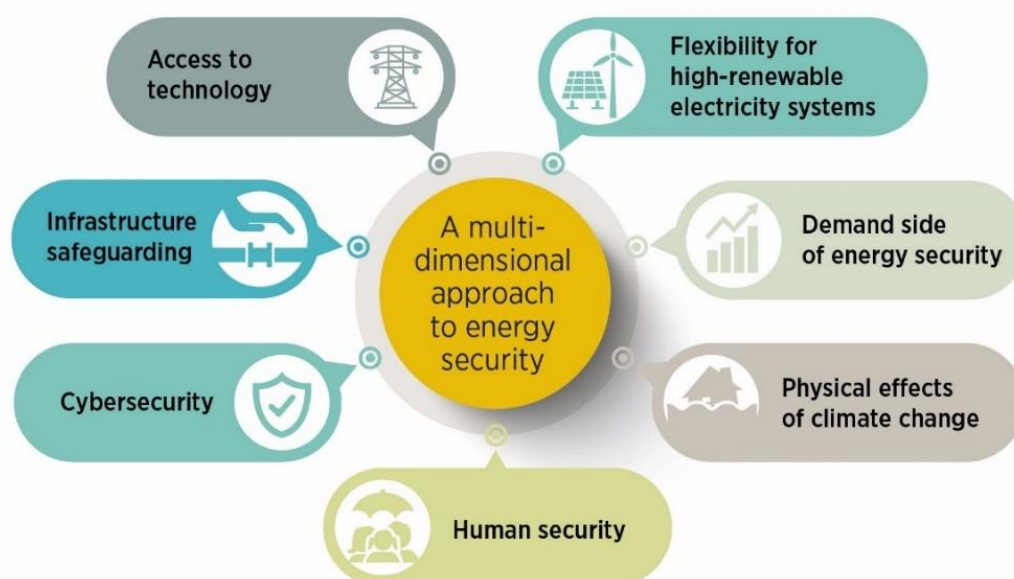 Access to
technology
Flexibility for
high-renewable
electricity systems
Infrastructure
safeguarding
A multi-
dimensional
approach
to energy
security
Demand side
of energy security
Cybersecurity
Physical effects
of climate change
Human security